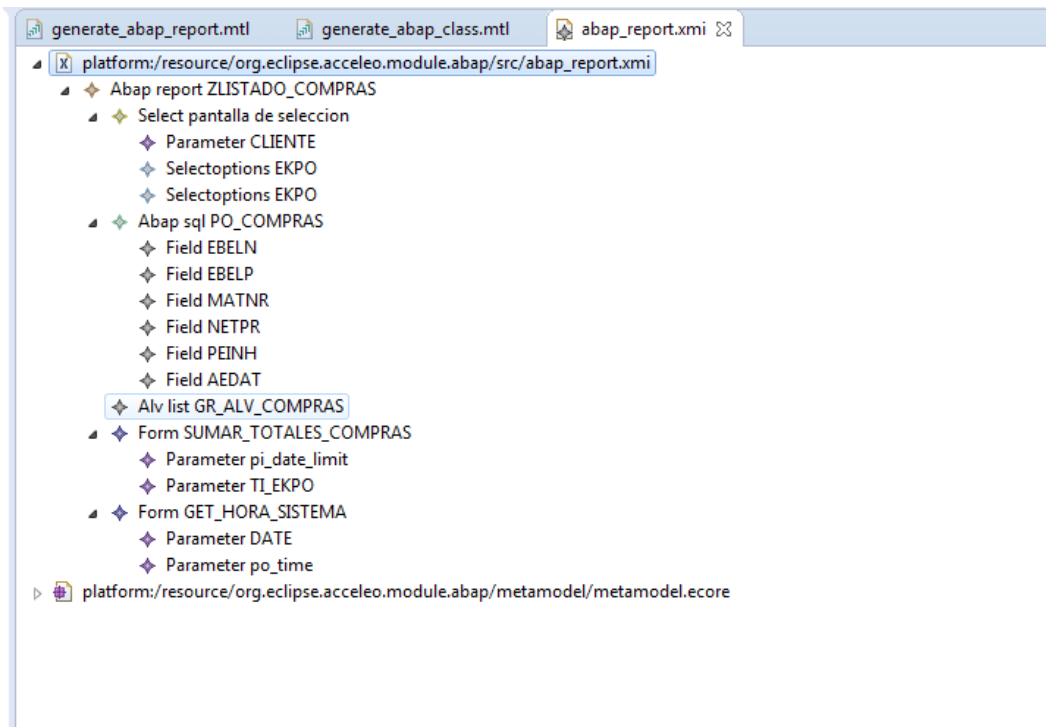 generate_abap_report.mtl generate_abap_class.mtl abap_report.xmi
platform:/resource/org.eclipse.acceleo.module.abap/src/abap_report.xmi
Abap report ZLISTADO_COMPRAS
Select pantalla de seleccion
Parameter CLIENTE
Selectoptions EKPO
Selectoptions EKPO
Abap sql PO_COMPRAS
Field EBELN
Field EBELP
Field MATNR
Field NETPR
Field PEINH
Field AEDAT
Alv list GR_ALV_COMPRAS
Form SUMAR_TOTALES_COMPRAS
Parameter pi_date_limit
Parameter TI_EKPO
Form GET_HORA_SISTEMA
Parameter DATE
Parameter po_time
platform:/resource/org.eclipse.acceleo.module.abap/metamodel/metamodel.ecore